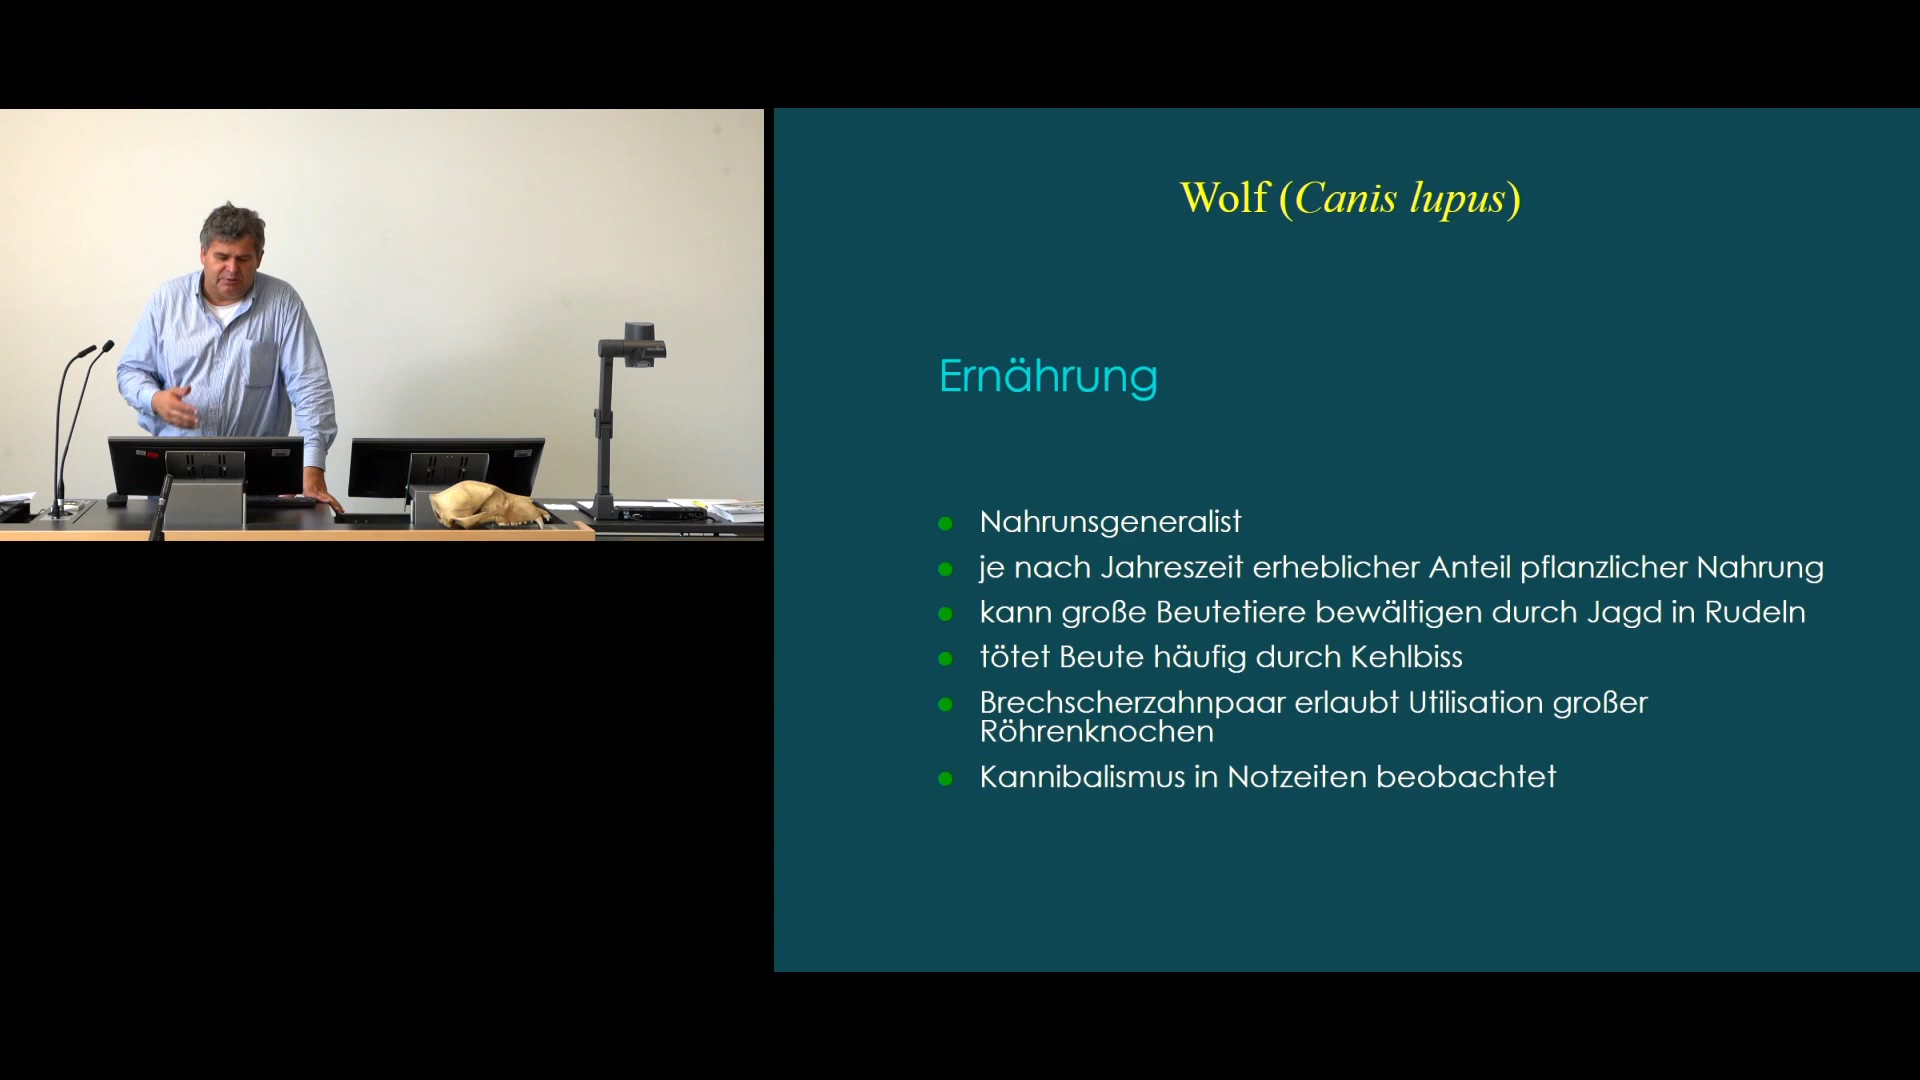 Wolf (Canis lupus)
Ernährung
Nahrunsgeneralist
je nach Jahreszeit erheblicher Anteil pflanzlicher Nahrung
kann große Beutetiere bewältigen durch Jagd in Rudeln
tötet Beute häufig durch Kehlbiss
Brechscherzahnpaar erlaubt Utilisation großer
Röhrenknochen
Kannibalismus in Notzeiten beobachtet